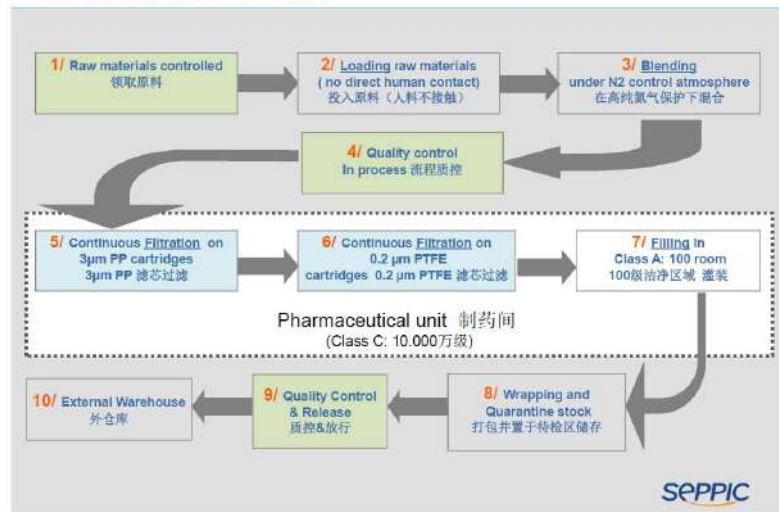 1/ Raw materials controlled
领取原料
2/ Loading raw materials
( no direct human contact)
投入原料（人料不接触）
3/ Blending
under N2 control atmosphere
在高纯氮气保护下混合
4/ Quality control
In process 流程质控
5/ Continuous Filtration on
3µm PP cartridges
3µm PP 滤芯过滤
6/ Continuous Filtration on
0.2 µm PTFE
cartridges 0.2 µm PTFE 滤芯过滤
7/ Filling in
Class A: 100 room
100级洁净区域 灌装
Pharmaceutical unit 制药间
(Class C: 10.000万级)
10/ External Warehouse
外仓库
9/ Quality Control
& Release
质控&放行
8/ Wrapping and
Quarantine stock
打包并置于待检区储存
SEPPIC